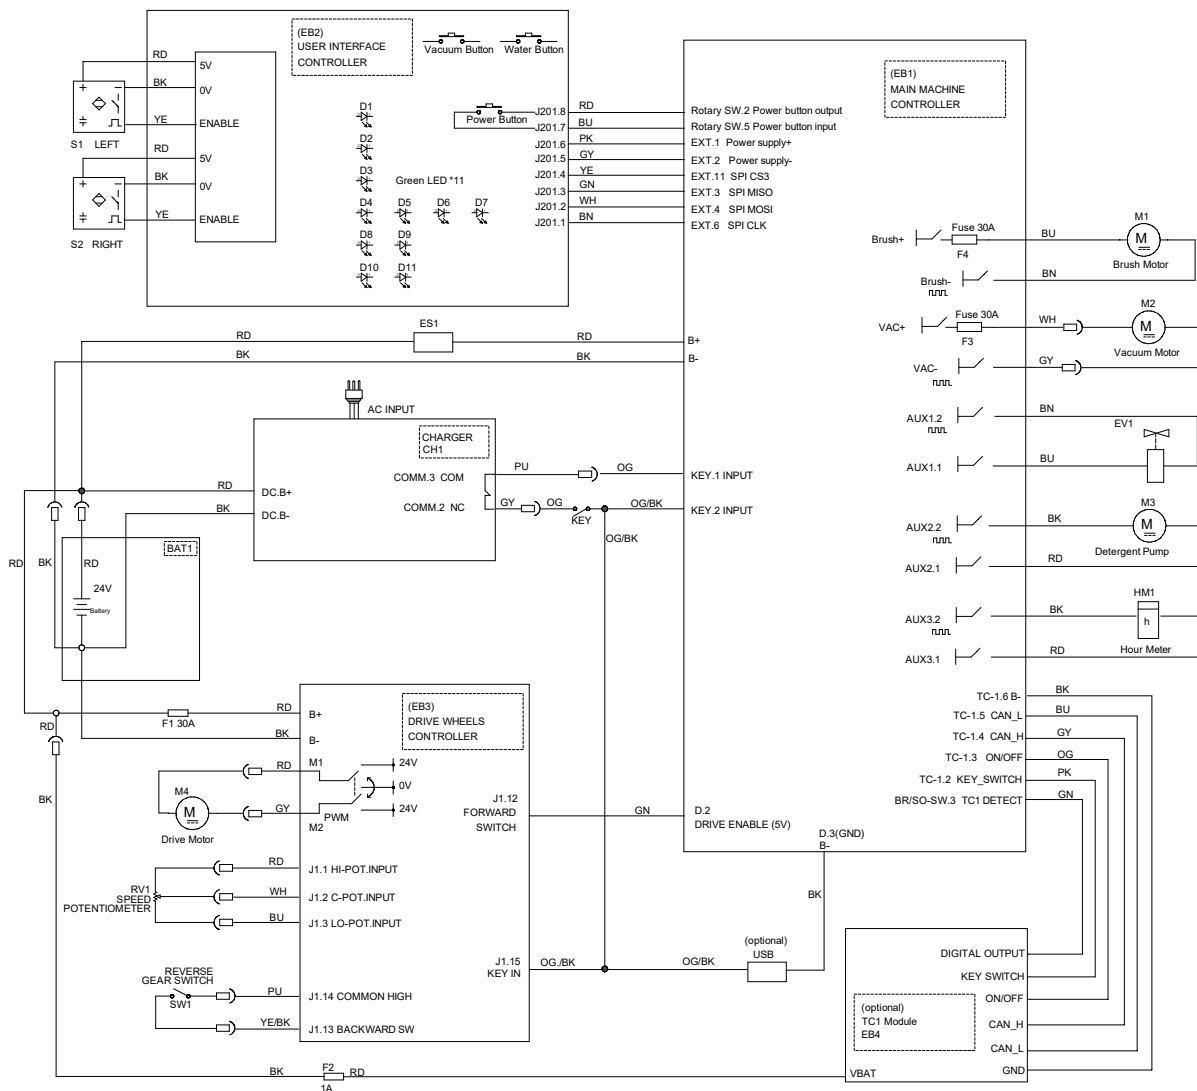 (EB2)
USER INTERFACE
CONTROLLER
Vacuum Button
Water Button
RD
5V
BK
0V
YE
ENABLE
S1 LEFT
RD
5V
BK
0V
YE
ENABLE
S2 RIGHT
D1
D2
D3
Green LED *11
D4 D5 D6 D7
D8 D9
D10 D11
Power Button
J201.8 RD
J201.7 BU
J201.6 PK
J201.5 GY
J201.4 YE
J201.3 GN
J201.2 WH
J201.1 BN
(EB1)
MAIN MACHINE
CONTROLLER
Rotary SW.2 Power button output
Rotary SW.5 Power button input
EXT.1 Power supply+
EXT.2 Power supply-
EXT.11 SPI CS3
EXT.3 SPI MISO
EXT.4 SPI MOSI
EXT.6 SPI CLK
Brush+ Fuse 30A BU M1
F4
M
Brush Motor
Brush- BN
VAC+ Fuse 30A WH M2
F3
M
Vacuum Motor
VAC- GY
AUX1.2 BN
EV1
AUX1.1 BU
AUX2.2 BK M3
M
Detergent Pump
AUX2.1 RD
AUX3.2 BK HM1
h
Hour Meter
AUX3.1 RD
TC-1.6 B- BK
TC-1.5 CAN_L BU
TC-1.4 CAN_H GY
TC-1.3 ON/OFF OG
TC-1.2 KEY_SWITCH PK
BR/SO-SW.3 TC1 DETECT GN
RD ES1 RD B+
BK BK B-
AC INPUT
CHARGER
CH1
COMM.3 COM PU OG KEY.1 INPUT
COMM.2 NC GY OG KEY OG/BK KEY.2 INPUT
OG/BK
RD DC.B+
BK DC.B-
RD BK RD
BAT1
24V
Battery
RD
F1 30A
RD B+
BK B-
(EB3)
DRIVE WHEELS
CONTROLLER
RD M1
24V
0V
24V
M4
M
GY M2
PWM
Drive Motor
J1.12
FORWARD
SWITCH
GN
D.2
DRIVE ENABLE (5V)
D.3(GND)
B-
BK
BK
RD J1.1 HI-POT.INPUT
RV1
SPEED
POTENTIOMETER
WH J1.2 C-POT.INPUT
BU J1.3 LO-POT.INPUT
J1.15
KEY IN
OG./BK
OG/BK
(optional)
USB
REVERSE
GEAR SWITCH
SW1
PU J1.14 COMMON HIGH
YE/BK J1.13 BACKWARD SW
BK F2 RD
1A
DIGITAL OUTPUT
KEY SWITCH
ON/OFF
CAN_H
CAN_L
GND
(optional)
TC1 Module
EB4
VBAT